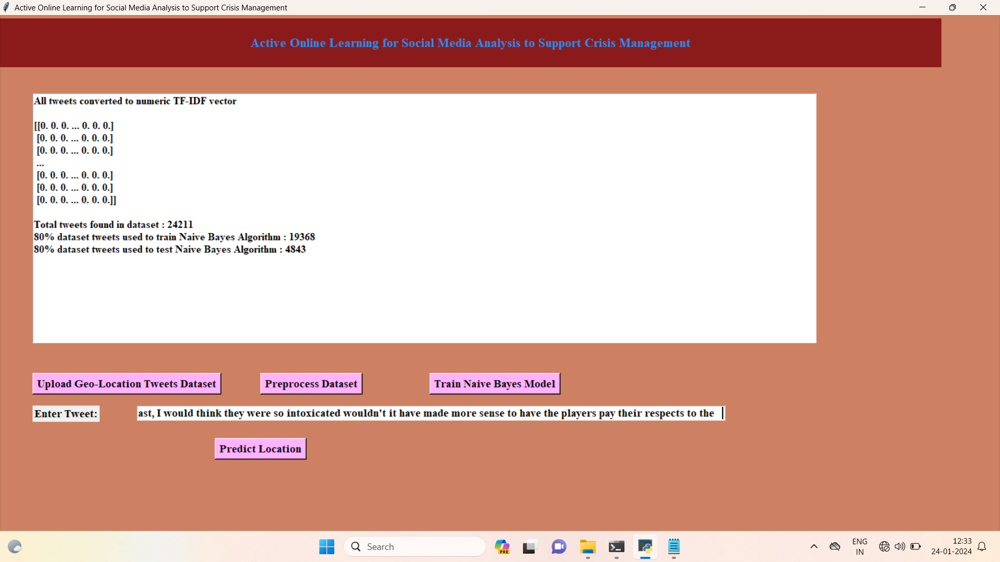 Active Online Learning for Social Media Analysis to Support Crisis Management
Active Online Learning for Social Media Analysis to Support Crisis Management
All tweets converted to numeric TF-IDF vector
[[0. 0. 0. ... 0. 0. 0.]
[0. 0. 0. ... 0. 0. 0.]
[0. 0. 0. ... 0. 0. 0.]
...
[0. 0. 0. ... 0. 0. 0.]
[0. 0. 0. ... 0. 0. 0.]
[0. 0. 0. ... 0. 0. 0.]]
Total tweets found in dataset : 24211
80% dataset tweets used to train Naive Bayes Algorithm : 19368
80% dataset tweets used to test Naive Bayes Algorithm : 4843
Upload Geo-Location Tweets Dataset
Preprocess Dataset
Train Naive Bayes Model
Enter Tweet:
ast, I would think they were so intoxicated wouldn't it have made more sense to have the players pay their respects to the
Predict Location
Search
PRE
ENG
IN
12:33
24-01-2024